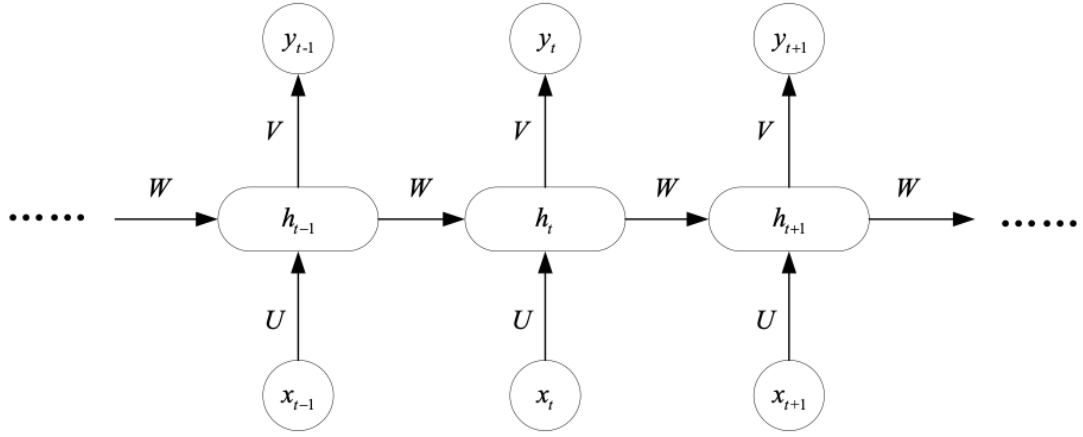 y_{t-1} y_t y_{t+1}
V V V
W W W W
...... h_{t-1} h_t h_{t+1} ......
U U U
x_{t-1} x_t x_{t+1}